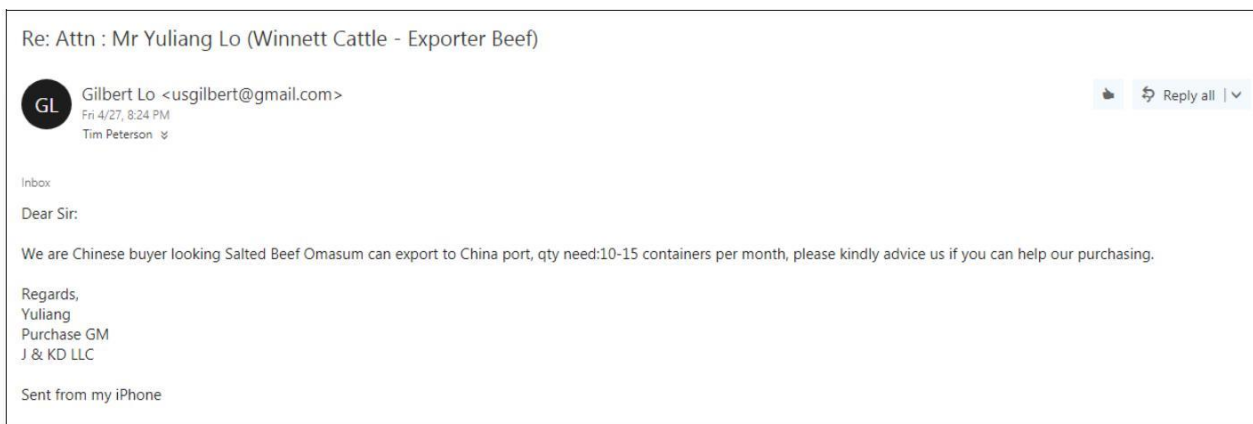 Re: Attn : Mr Yuliang Lo (Winnett Cattle - Exporter Beef)
GL
Gilbert Lo <usgilbert@gmail.com>
Reply all
Fri 4/27, 8:24 PM
Tim Peterson
Inbox
Dear Sir:
We are Chinese buyer looking Salted Beef Omasum can export to China port, qty need:10-15 containers per month, please kindly advice us if you can help our purchasing.
Regards,
Yuliang
Purchase GM
J & KD LLC
Sent from my iPhone